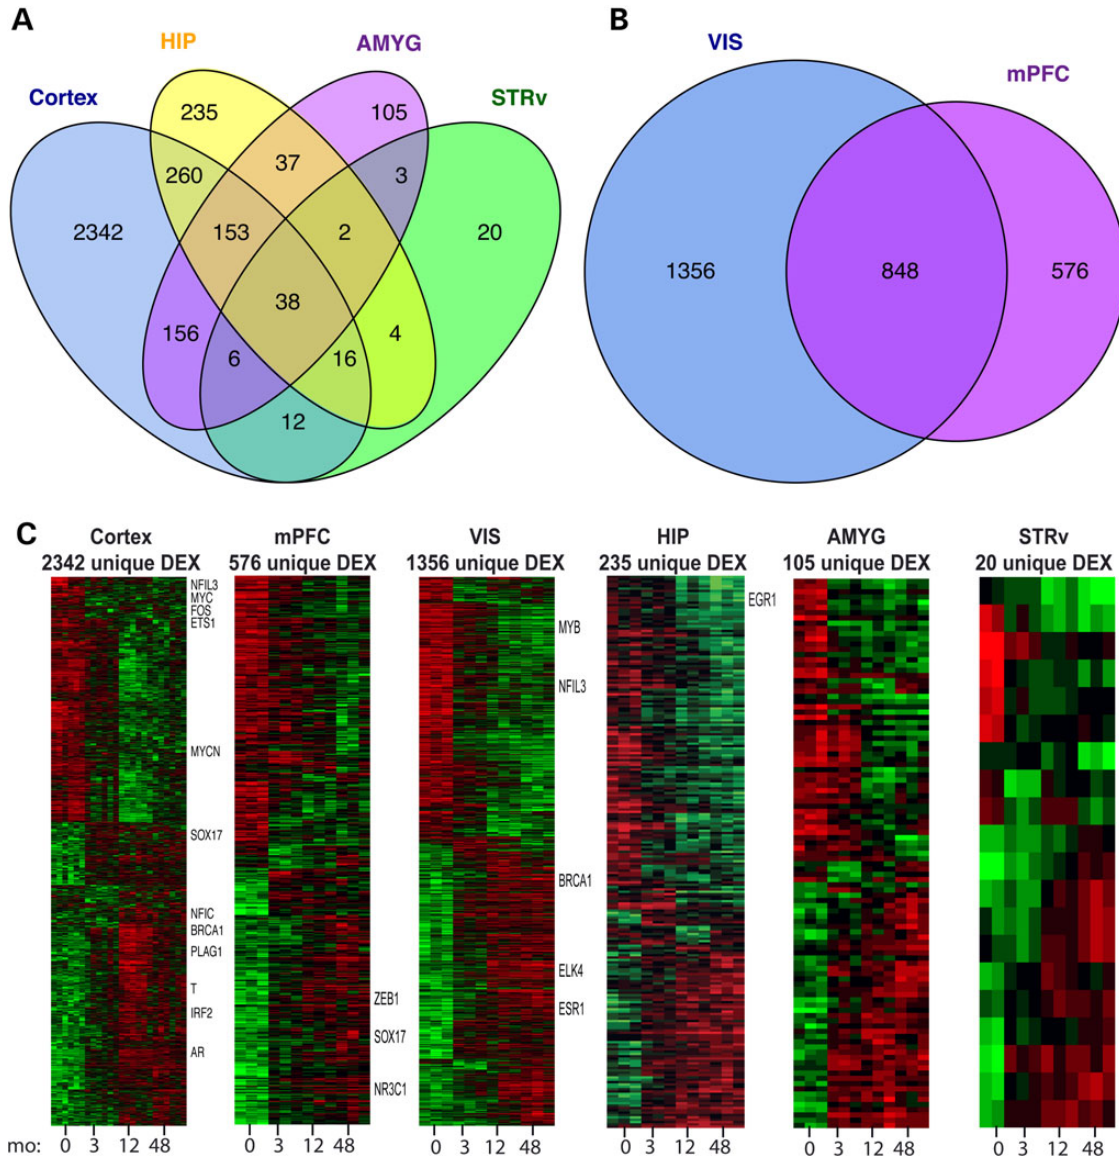 A
HIP
AMYG
Cortex
STRv
235
105
37
260
3
2342
153
2
20
38
156
4
6
16
12
B
VIS
mPFC
1356
848
576
C
Cortex
2342 unique DEX
NFIL3
MYC
FOS
ETS1
MYCN
SOX17
NFIC
BRCA1
PLAG1
T
IRF2
AR
mPFC
576 unique DEX
ZEB1
SOX17
NR3C1
VIS
1356 unique DEX
MYB
NFIL3
BRCA1
ELK4
ESR1
HIP
235 unique DEX
EGR1
AMYG
105 unique DEX
STRv
20 unique DEX
mo: 0 3 12 48 0 3 12 48 0 3 12 48 0 3 12 48 0 3 12 48 0 3 12 48